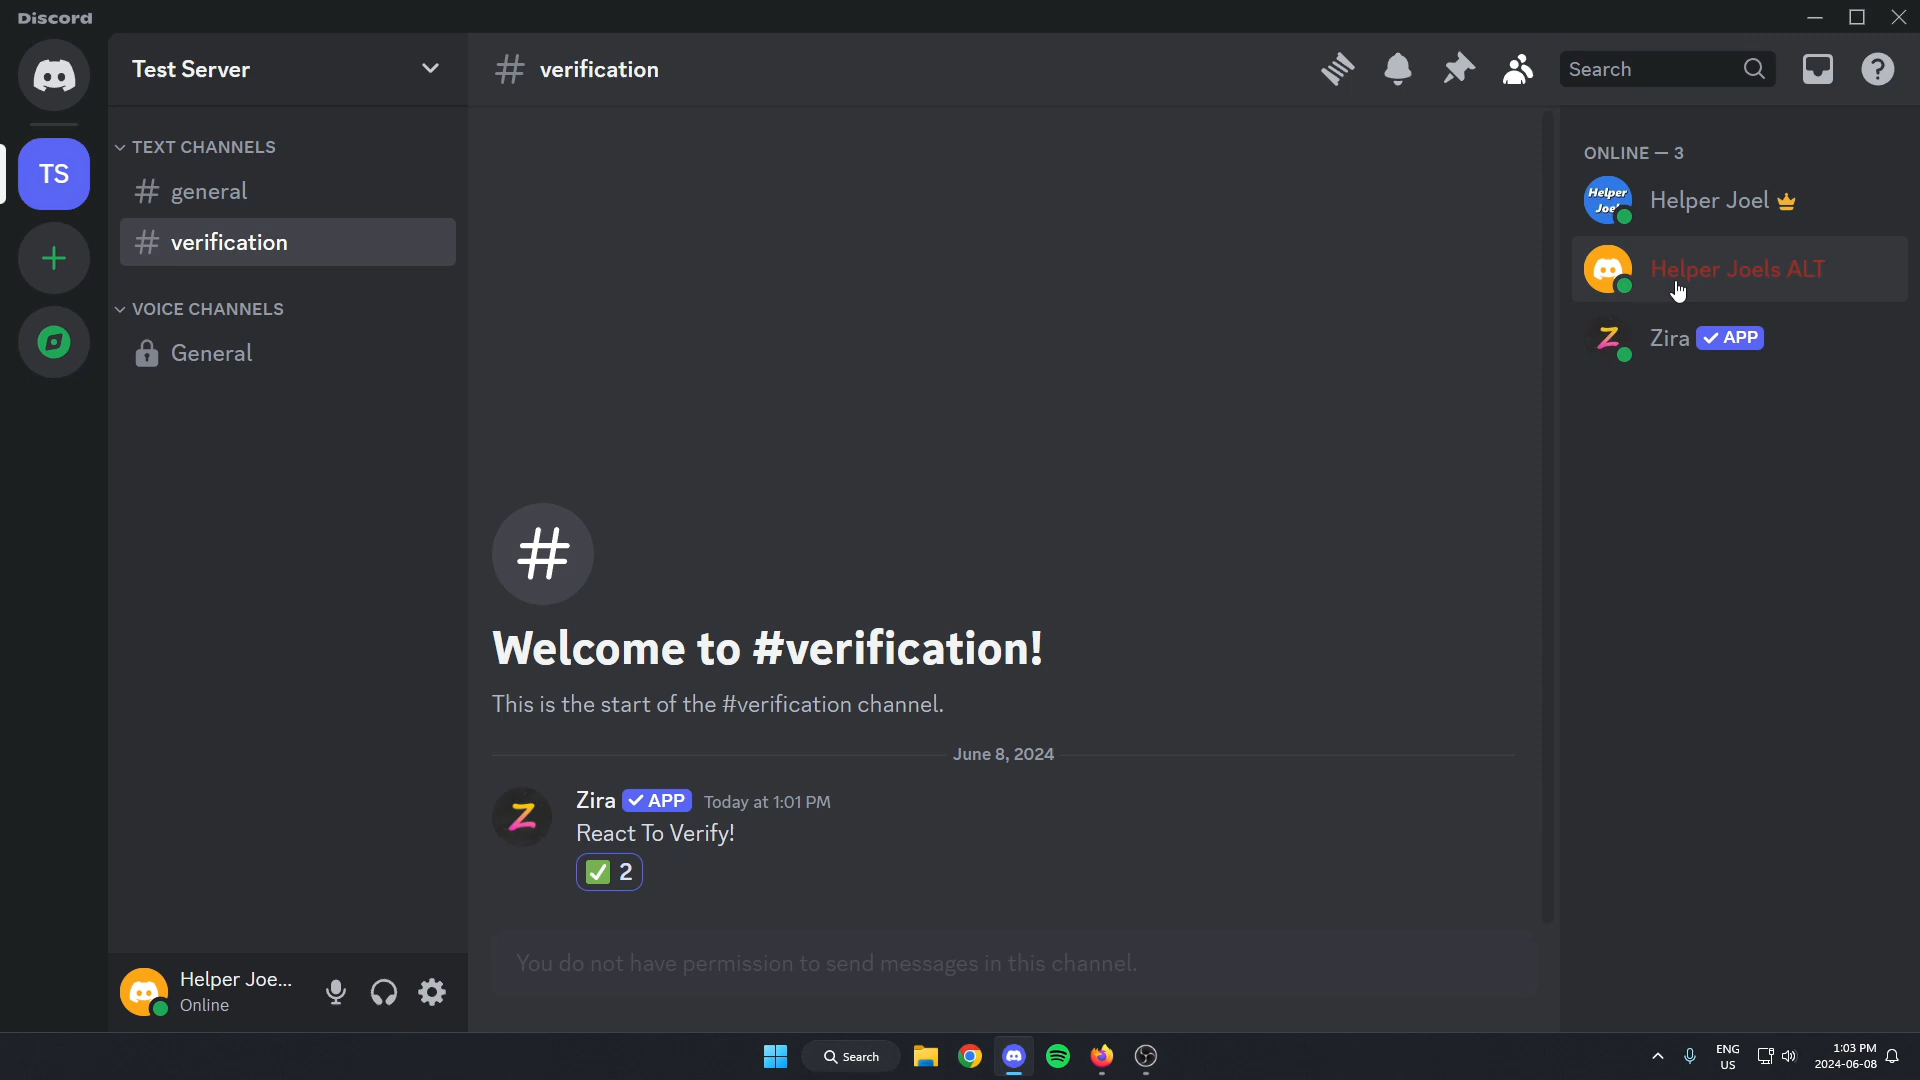 Discord
Test Server
verification
Search
TS
TEXT CHANNELS
general
verification
VOICE CHANNELS
General
ONLINE — 3
Helper Joel
Helper Joel
Helper Joels ALT
Z
Zira APP
Welcome to #verification!
This is the start of the #verification channel.
June 8, 2024
Z
Zira APP Today at 1:01 PM
React To Verify!
2
You do not have permission to send messages in this channel.
Helper Joe...
Online
Search
ENG
US
1:03 PM
2024-06-08